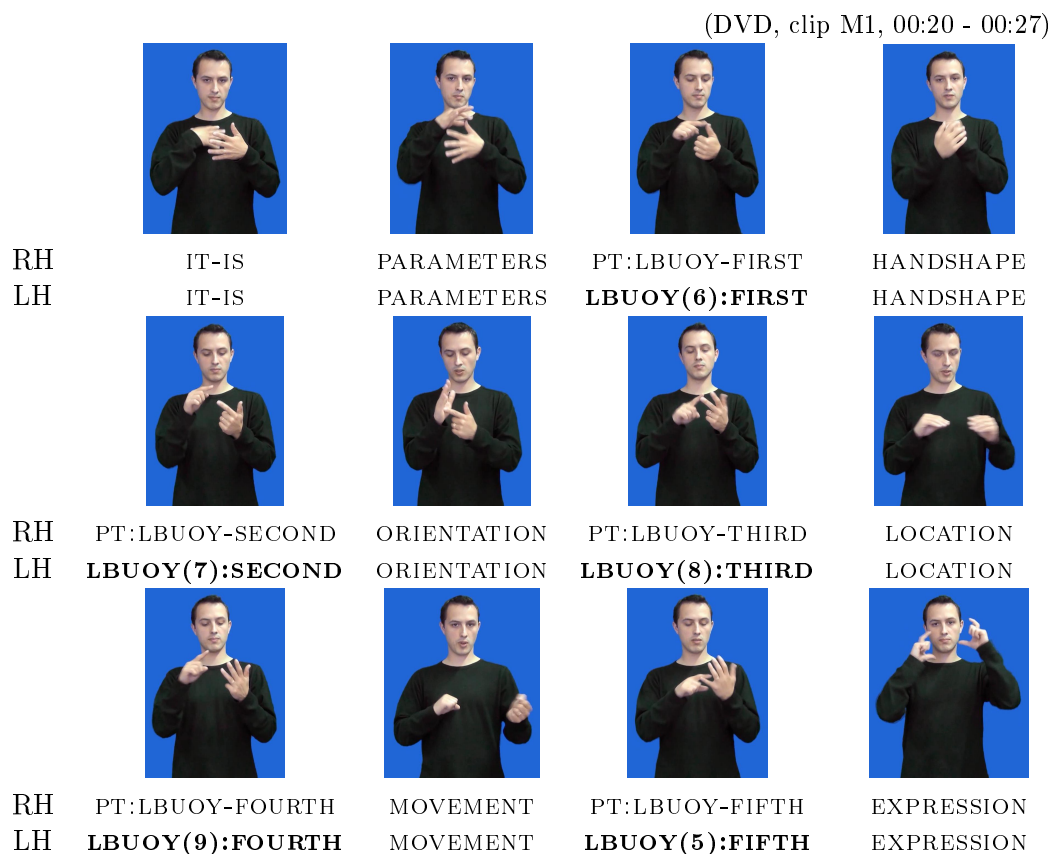 (DVD, clip M1, 00:20 - 00:27)
RH IT-IS PARAMETERS PT:LBUOY-FIRST HANDSHAPE
LH IT-IS PARAMETERS LBUOY(6):FIRST HANDSHAPE
RH PT:LBUOY-SECOND ORIENTATION PT:LBUOY-THIRD LOCATION
LH LBUOY(7):SECOND ORIENTATION LBUOY(8):THIRD LOCATION
RH PT:LBUOY-FOURTH MOVEMENT PT:LBUOY-FIFTH EXPRESSION
LH LBUOY(9):FOURTH MOVEMENT LBUOY(5):FIFTH EXPRESSION